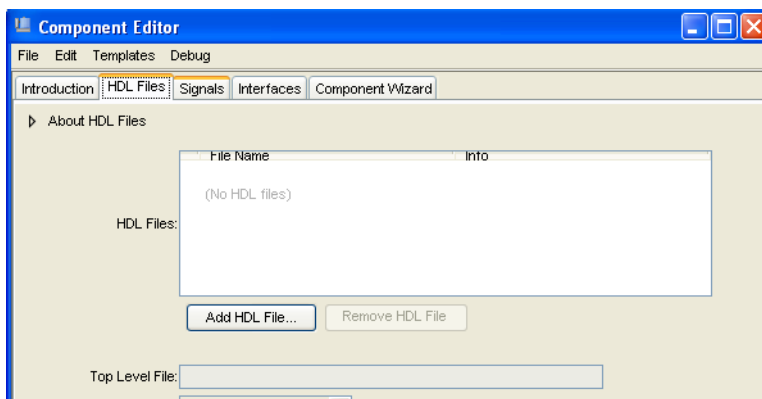 Component Editor
File Edit Templates Debug
Introduction HDL Files Signals Interfaces Component Wizard
About HDL Files
File Name Info
(No HDL files)
HDL Files:
Add HDL File... Remove HDL File
Top Level File: